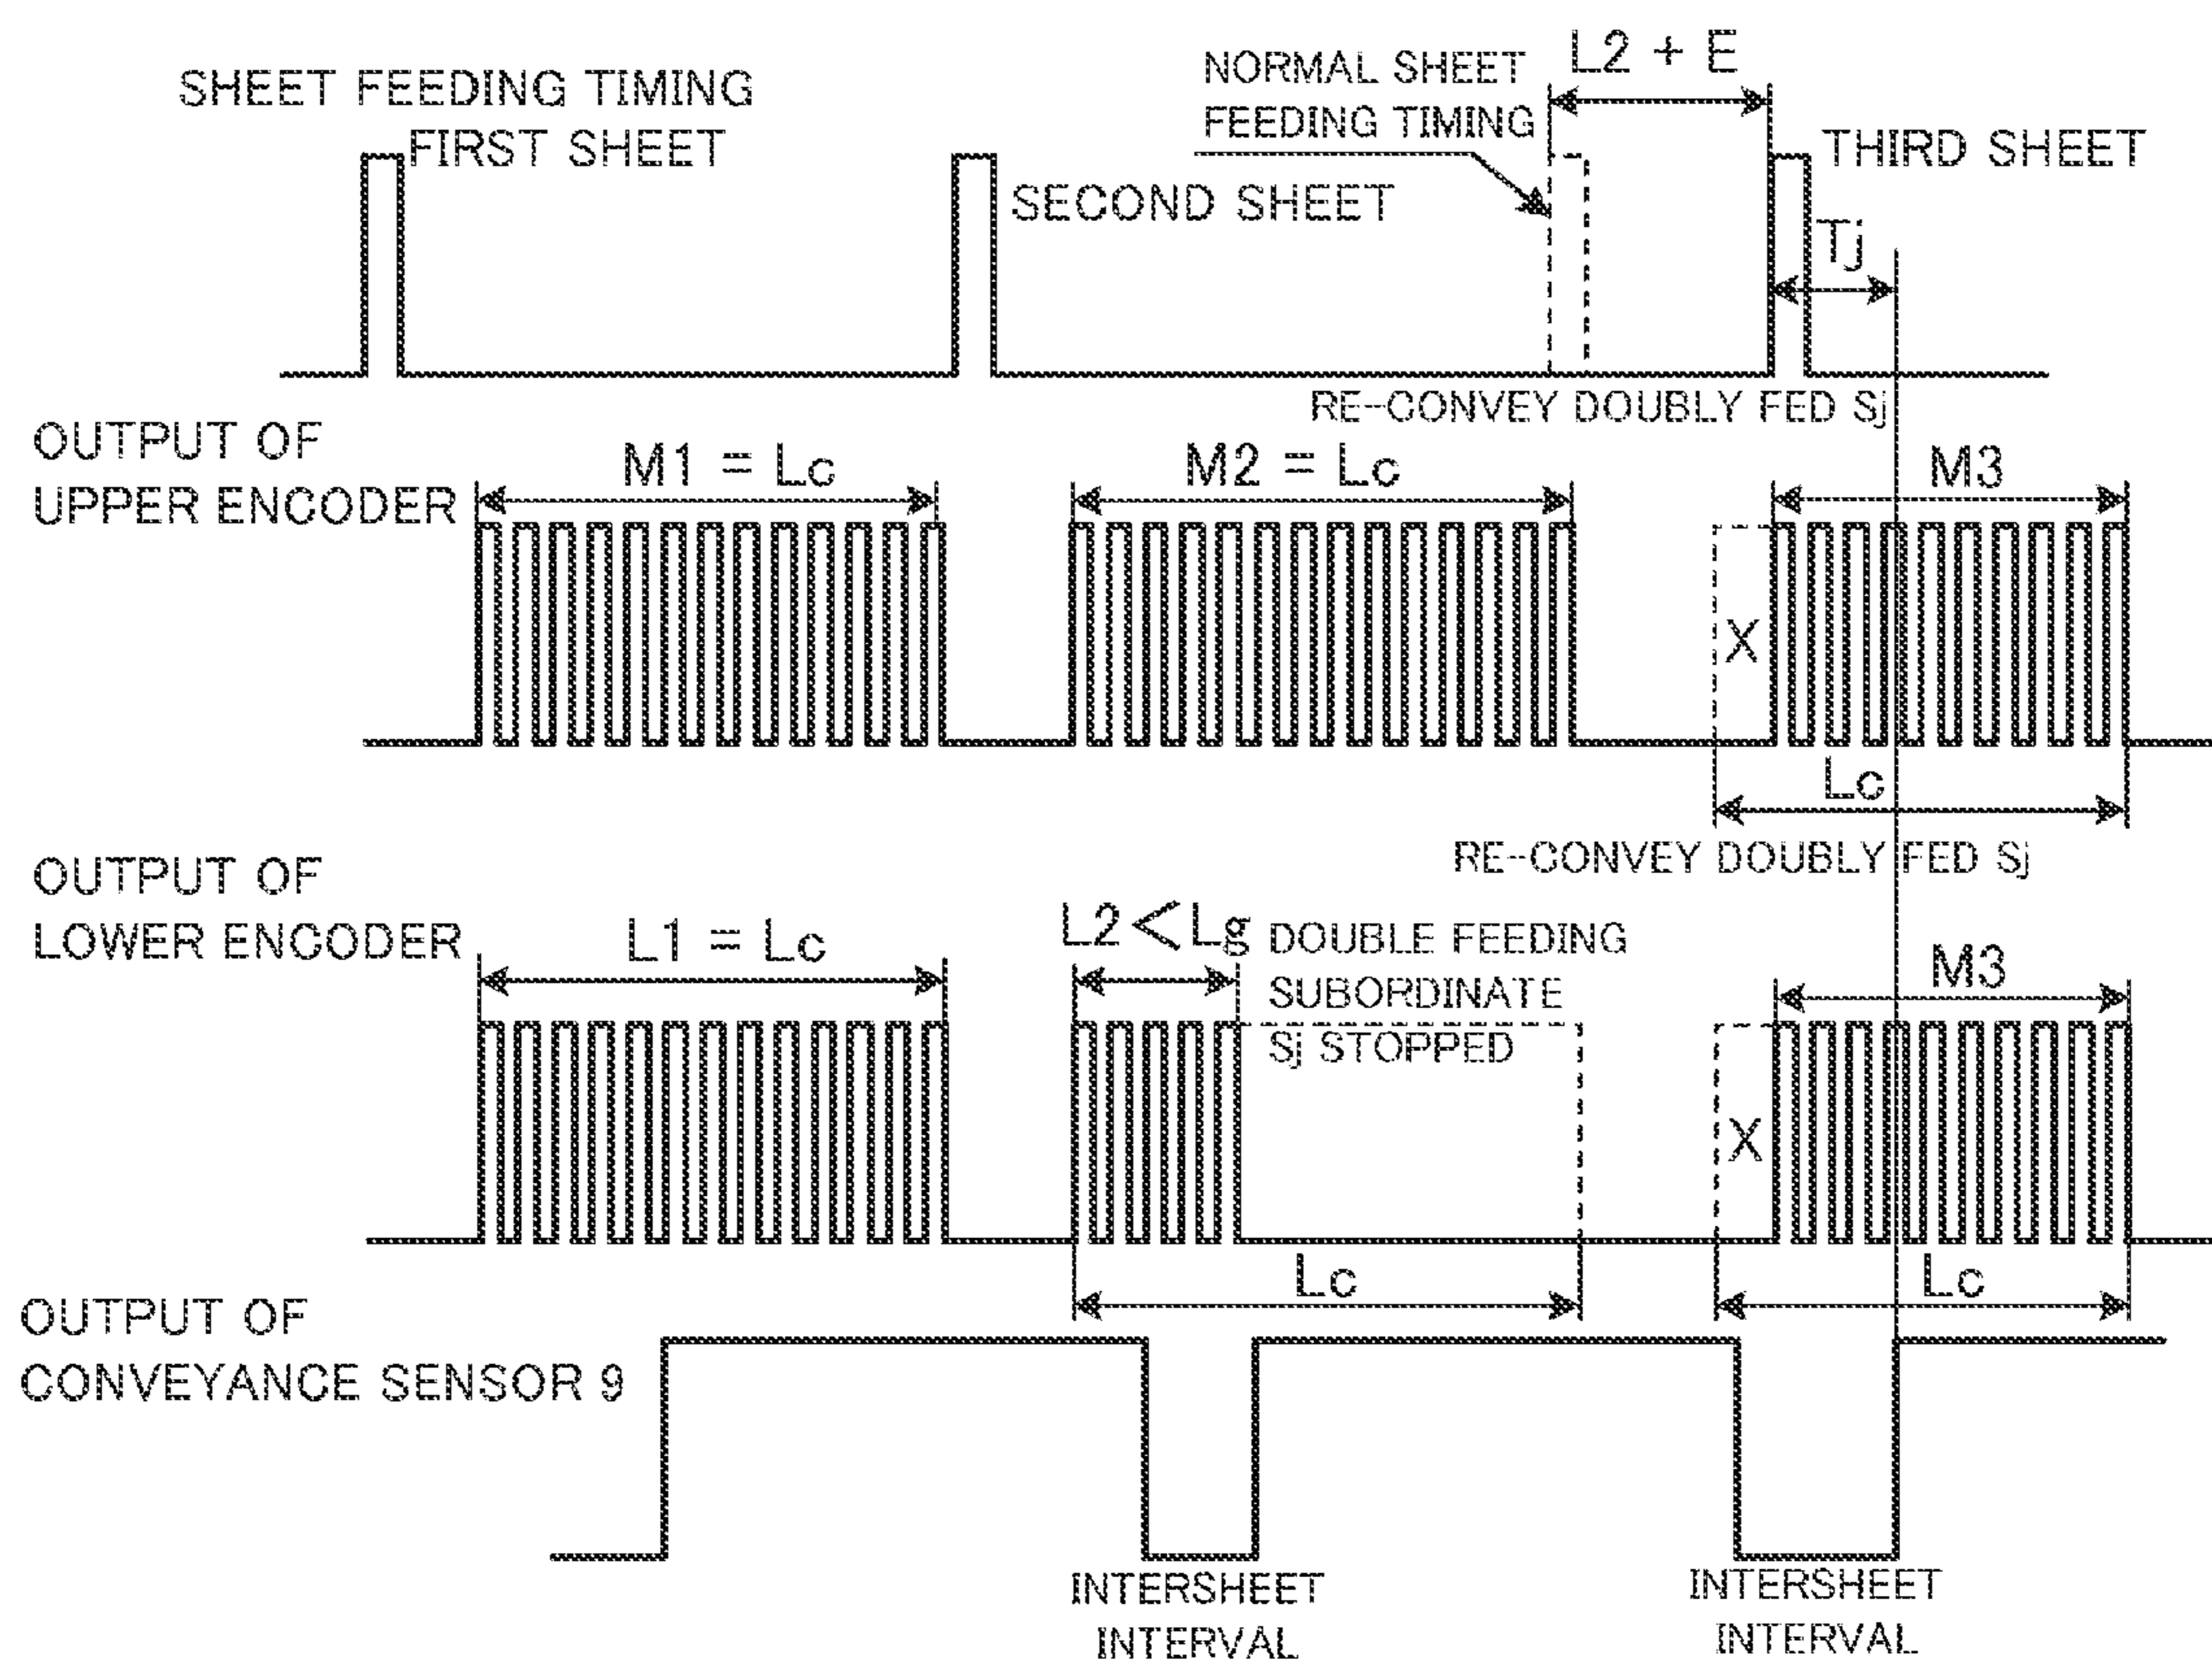 SHEET FEEDING TIMING
FIRST SHEET
SECOND SHEET
NORMAL SHEET
FEEDING TIMING
L2 + E
THIRD SHEET
Tj
RE-CONVEY DOUBLY FED Sj
OUTPUT OF
UPPER ENCODER
M1 = Lc
M2 = Lc
M3
X
Lc
RE-CONVEY DOUBLY FED Sj
OUTPUT OF
LOWER ENCODER
L1 = Lc
L2<Lg
DOUBLE FEEDING
SUBORDINATE
Sj STOPPED
M3
X
Lc
Lc
OUTPUT OF
CONVEYANCE SENSOR 9
INTERSHEET
INTERVAL
INTERSHEET
INTERVAL